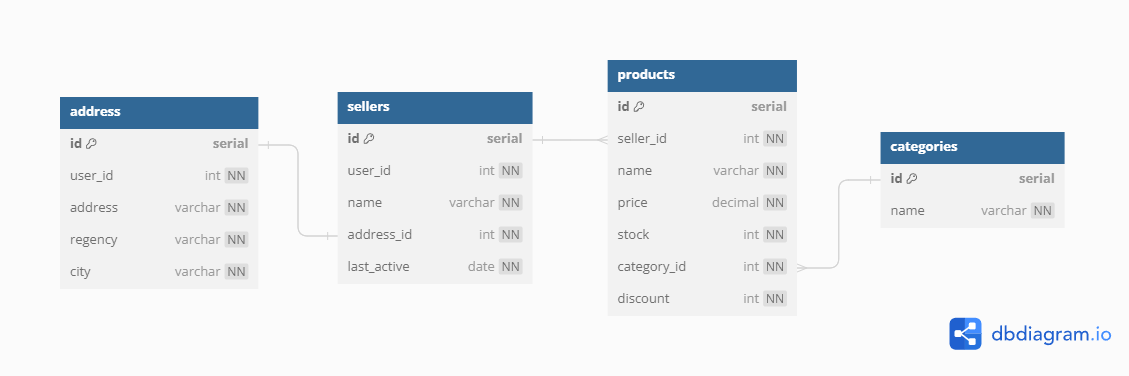 address
id serial
user_id int NN
address varchar NN
regency varchar NN
city varchar NN
sellers
id serial
user_id int NN
name varchar NN
address_id int NN
last_active date NN
products
id serial
seller_id int NN
name varchar NN
price decimal NN
stock int NN
category_id int NN
discount int NN
categories
id serial
name varchar NN
dbdiagram.io